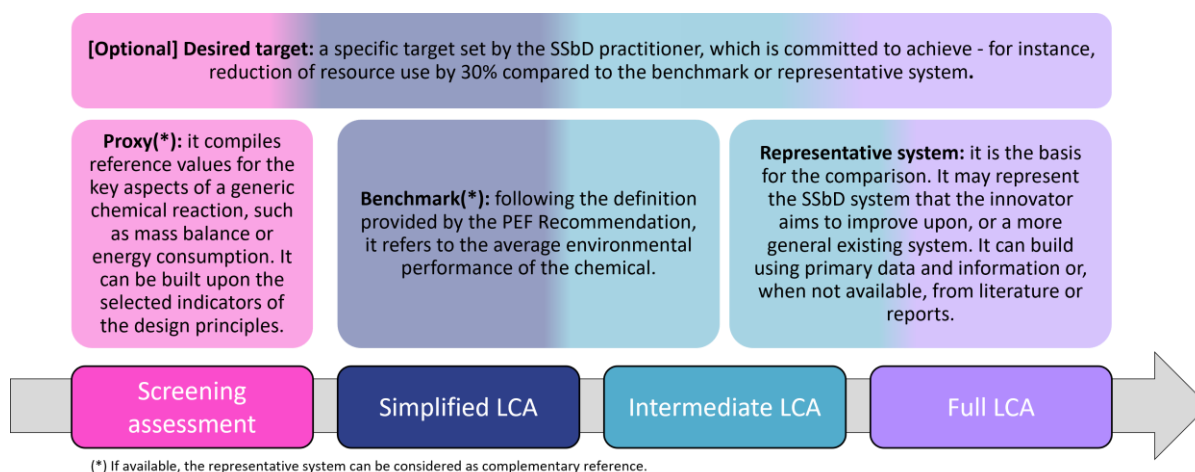 [Optional] Desired target: a specific target set by the SSbD practitioner, which is committed to achieve - for instance,
reduction of resource use by 30% compared to the benchmark or representative system.
Proxy(*): it compiles
reference values for the
key aspects of a generic
chemical reaction, such
as mass balance or
energy consumption. It
can be built upon the
selected indicators of
the design principles.
Benchmark(*): following the definition
provided by the PEF Recommendation,
it refers to the average environmental
performance of the chemical.
Representative system: it is the basis
for the comparison. It may represent
the SSbD system that the innovator
aims to improve upon, or a more
general existing system. It can build
using primary data and information or,
when not available, from literature or
reports.
Screening
assessment
Simplified LCA
Intermediate LCA
Full LCA
(*) If available, the representative system can be considered as complementary reference.